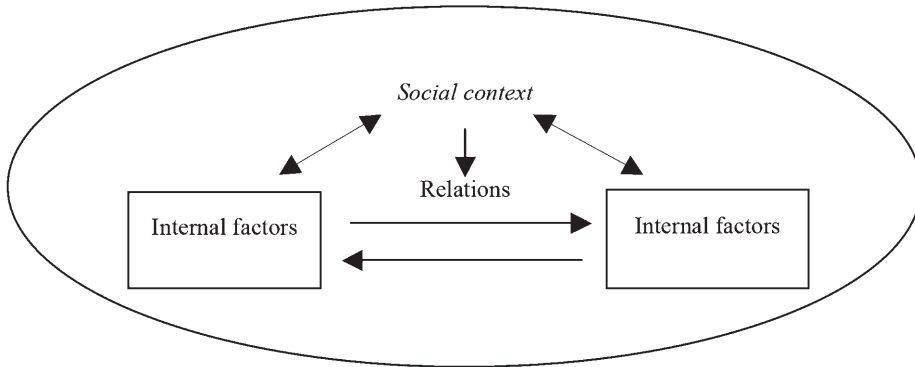 Social context
Relations
Internal factors
Internal factors